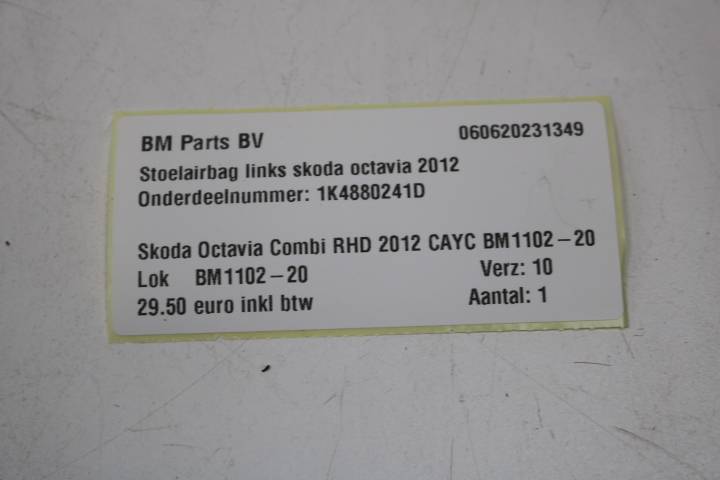 BM Parts BV 060620231349
Stoelairbag links skoda octavia 2012
Onderdeelnummer: 1K4880241D
Skoda Octavia Combi RHD 2012 CAYC BM1102-20
Lok BM1102-20 Verz: 10
29.50 euro inkl btw Aantal: 1